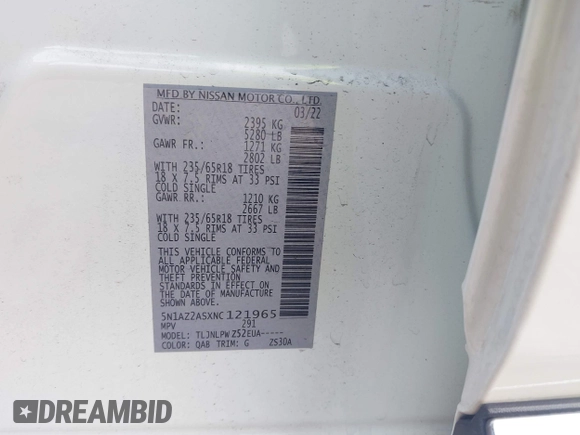 MFD BY NISSAN MOTOR CO., LTD.
DATE: 03/22
GVWR: 2395 KG
5280 LB
GAWR FR.: 1271 KG
2802 LB
WITH 235/65R18 TIRES
18 X 7.5 RIMS AT 33 PSI
COLD SINGLE
GAWR RR.: 1210 KG
2667 LB
WITH 235/65R18 TIRES
18 X 7.5 RIMS AT 33 PSI
COLD SINGLE
THIS VEHICLE CONFORMS TO
ALL APPLICABLE FEDERAL
MOTOR VEHICLE SAFETY AND
THEFT PREVENTION
STANDARDS IN EFFECT ON
THE DATE OF MANUFACTURE
SHOWN ABOVE.
5N1AZ2ASXNC121965
MPV 291
MODEL: TLJNLPWZ52EUA-----
COLOR: QAB TRIM: G ZS30A
DREAMBID